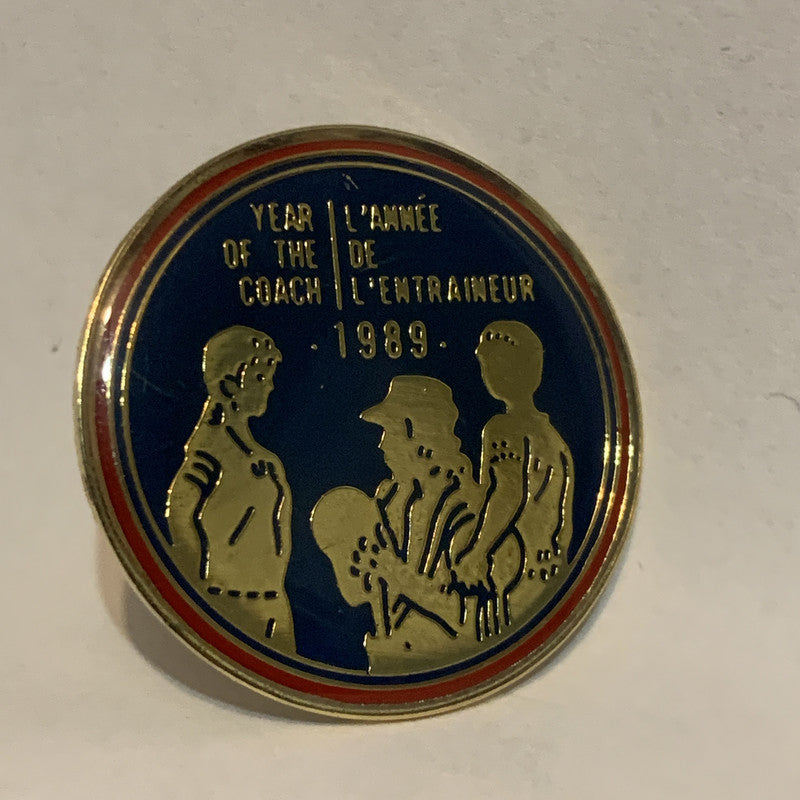 YEAR
OF THE
COACH
L'ANNÉE
DE
L'ENTRAINEUR
· 1989 ·